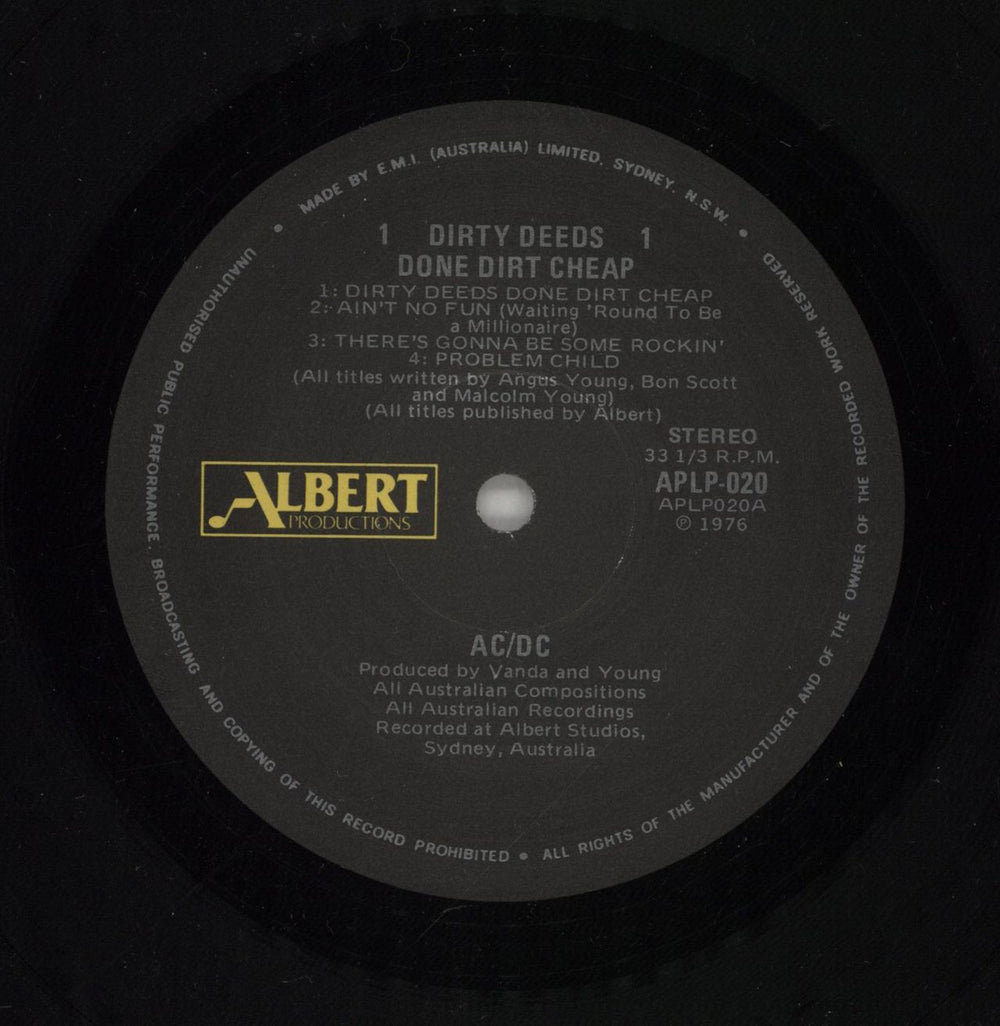 MADE BY E.M.I. (AUSTRALIA) LIMITED, SYDNEY, N.S.W. •
1 DIRTY DEEDS 1
DONE DIRT CHEAP
1: DIRTY DEEDS DONE DIRT CHEAP
2: AIN'T NO FUN (Waiting 'Round To Be
a Millionaire)
3: THERE'S GONNA BE SOME ROCKIN'
4: PROBLEM CHILD
(All titles written by Angus Young, Bon Scott
and Malcolm Young)
(All titles published by Albert)
STEREO
33 1/3 R.P.M.
APLP-020
APLP020A
℗ 1976
ALBERT
PRODUCTIONS
AC/DC
Produced by Vanda and Young
All Australian Compositions
All Australian Recordings
Recorded at Albert Studios,
Sydney, Australia
ALL RIGHTS OF THE MANUFACTURER AND OF THE OWNER OF THE RECORDED WORK RESERVED
UNAUTHORISED PUBLIC PERFORMANCE, BROADCASTING AND COPYING OF THIS RECORD PROHIBITED •